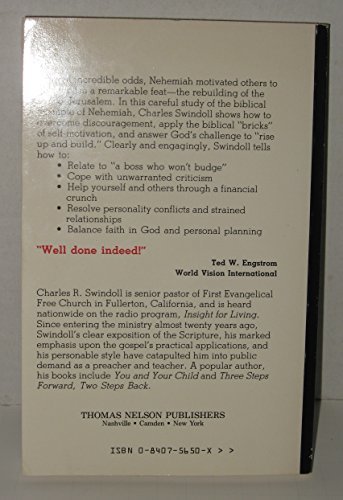 incredible odds, Nehemiah motivated others to
a remarkable feat—the rebuilding of the
Jerusalem. In this careful study of the biblical
of Nehemiah, Charles Swindoll shows how to
overcome discouragement, apply the biblical "bricks"
of self-motivation, and answer God's challenge to "rise
up and build." Clearly and engagingly, Swindoll tells
how to:
• Relate to "a boss who won't budge"
• Cope with unwarranted criticism
• Help yourself and others through a financial
crunch
• Resolve personality conflicts and strained
relationships
• Balance faith in God and personal planning
"Well done indeed!"
Ted W. Engstrom
World Vision International
Charles R. Swindoll is senior pastor of First Evangelical
Free Church in Fullerton, California, and is heard
nationwide on the radio program, Insight for Living.
Since entering the ministry almost twenty years ago,
Swindoll's clear exposition of the Scripture, his marked
emphasis upon the gospel's practical applications, and
his personable style have catapulted him into public
demand as a preacher and teacher. A popular author,
his books include You and Your Child and Three Steps
Forward, Two Steps Back.
THOMAS NELSON PUBLISHERS
Nashville • Camden • New York
ISBN 0-8407-5650-X > >